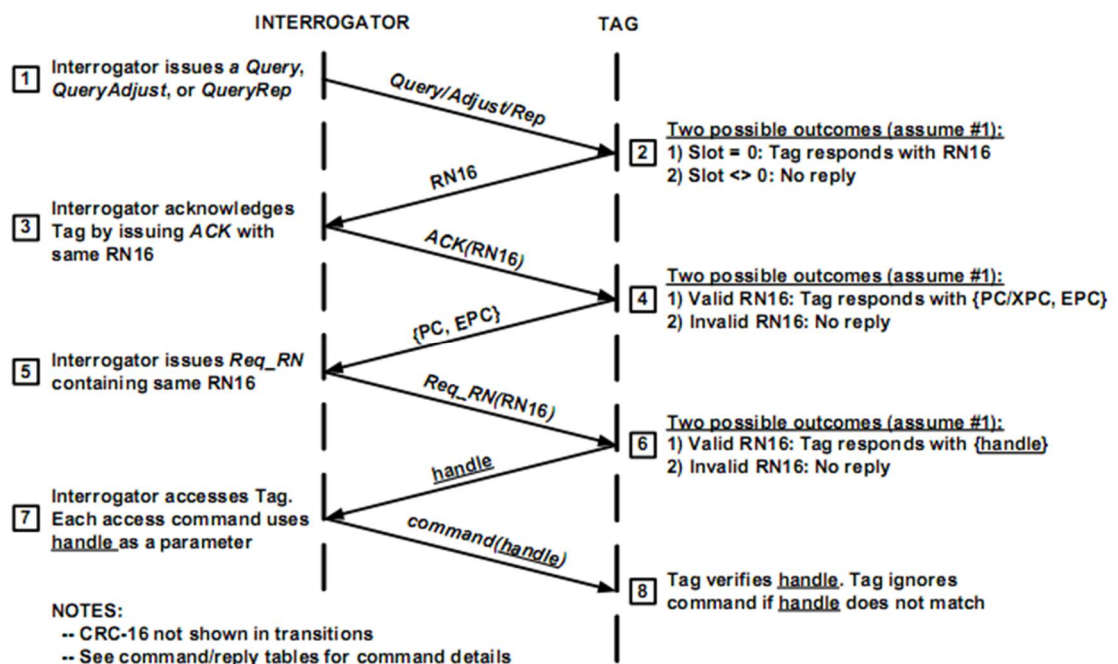 INTERROGATOR
TAG
1 Interrogator issues a Query,
QueryAdjust, or QueryRep
Query/Adjust/Rep
Two possible outcomes (assume #1):
2 1) Slot = 0: Tag responds with RN16
2) Slot <> 0: No reply
RN16
Interrogator acknowledges
3 Tag by issuing ACK with
same RN16
ACK(RN16)
Two possible outcomes (assume #1):
4 1) Valid RN16: Tag responds with {PC/XPC, EPC}
2) Invalid RN16: No reply
{PC, EPC}
5 Interrogator issues Req_RN
containing same RN16
Req_RN(RN16)
Two possible outcomes (assume #1):
6 1) Valid RN16: Tag responds with {handle}
2) Invalid RN16: No reply
handle
Interrogator accesses Tag.
7 Each access command uses
handle as a parameter
command(handle)
8 Tag verifies handle. Tag ignores
command if handle does not match
NOTES:
-- CRC-16 not shown in transitions
-- See command/reply tables for command details